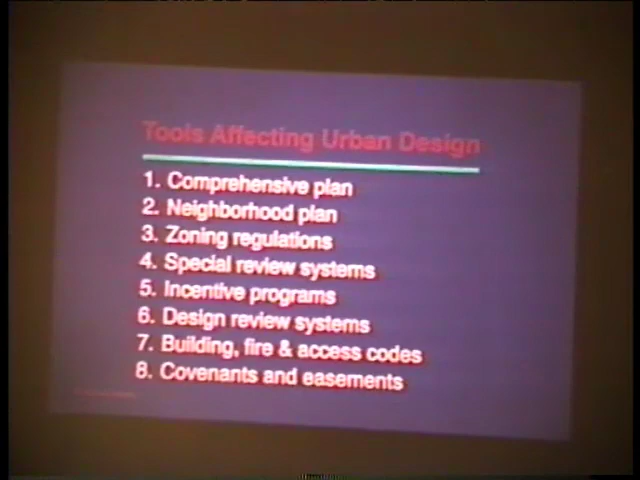 Tools Affecting Urban Design
1. Comprehensive plan
2. Neighborhood plan
3. Zoning regulations
4. Special review systems
5. Incentive programs
6. Design review systems
7. Building, fire & access codes
8. Covenants and easements